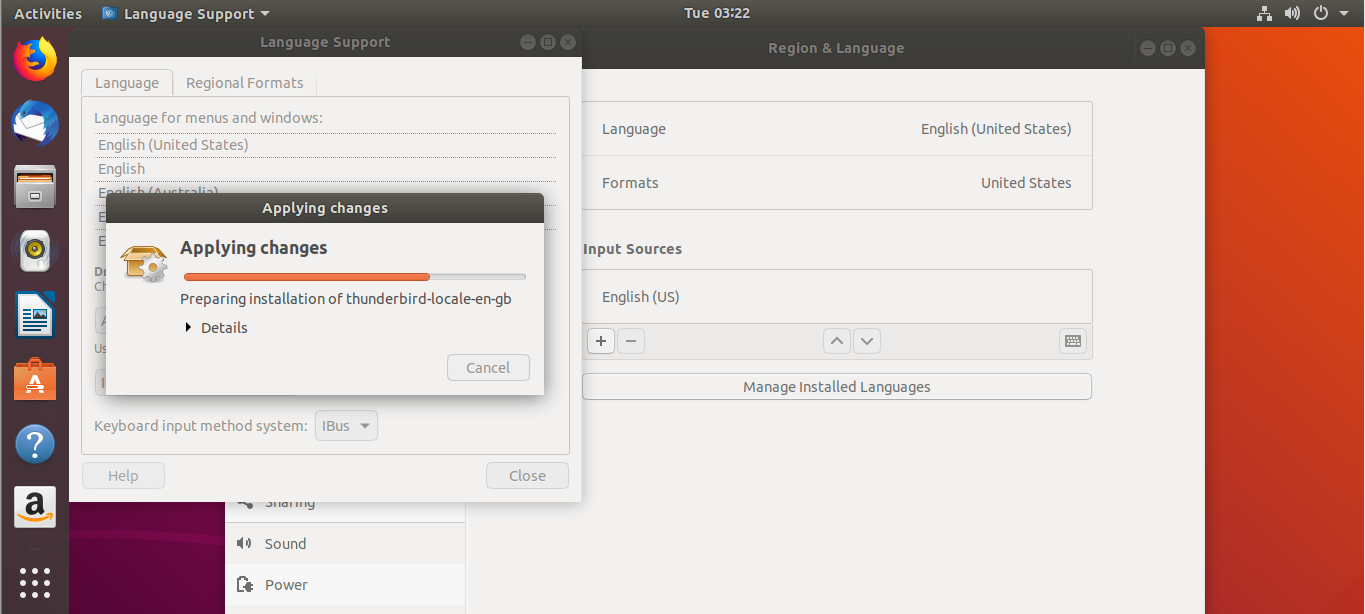 Activities
Language Support
Tue 03:22
Language Support
Region & Language
Language
Regional Formats
Language for menus and windows:
English (United States)
English
English (Australia)
Applying changes
Applying changes
Preparing installation of thunderbird-locale-en-gb
Details
Cancel
Keyboard input method system:
IBus
Help
Close
Language
English (United States)
Formats
United States
Input Sources
English (US)
Manage Installed Languages
Sharing
Sound
Power